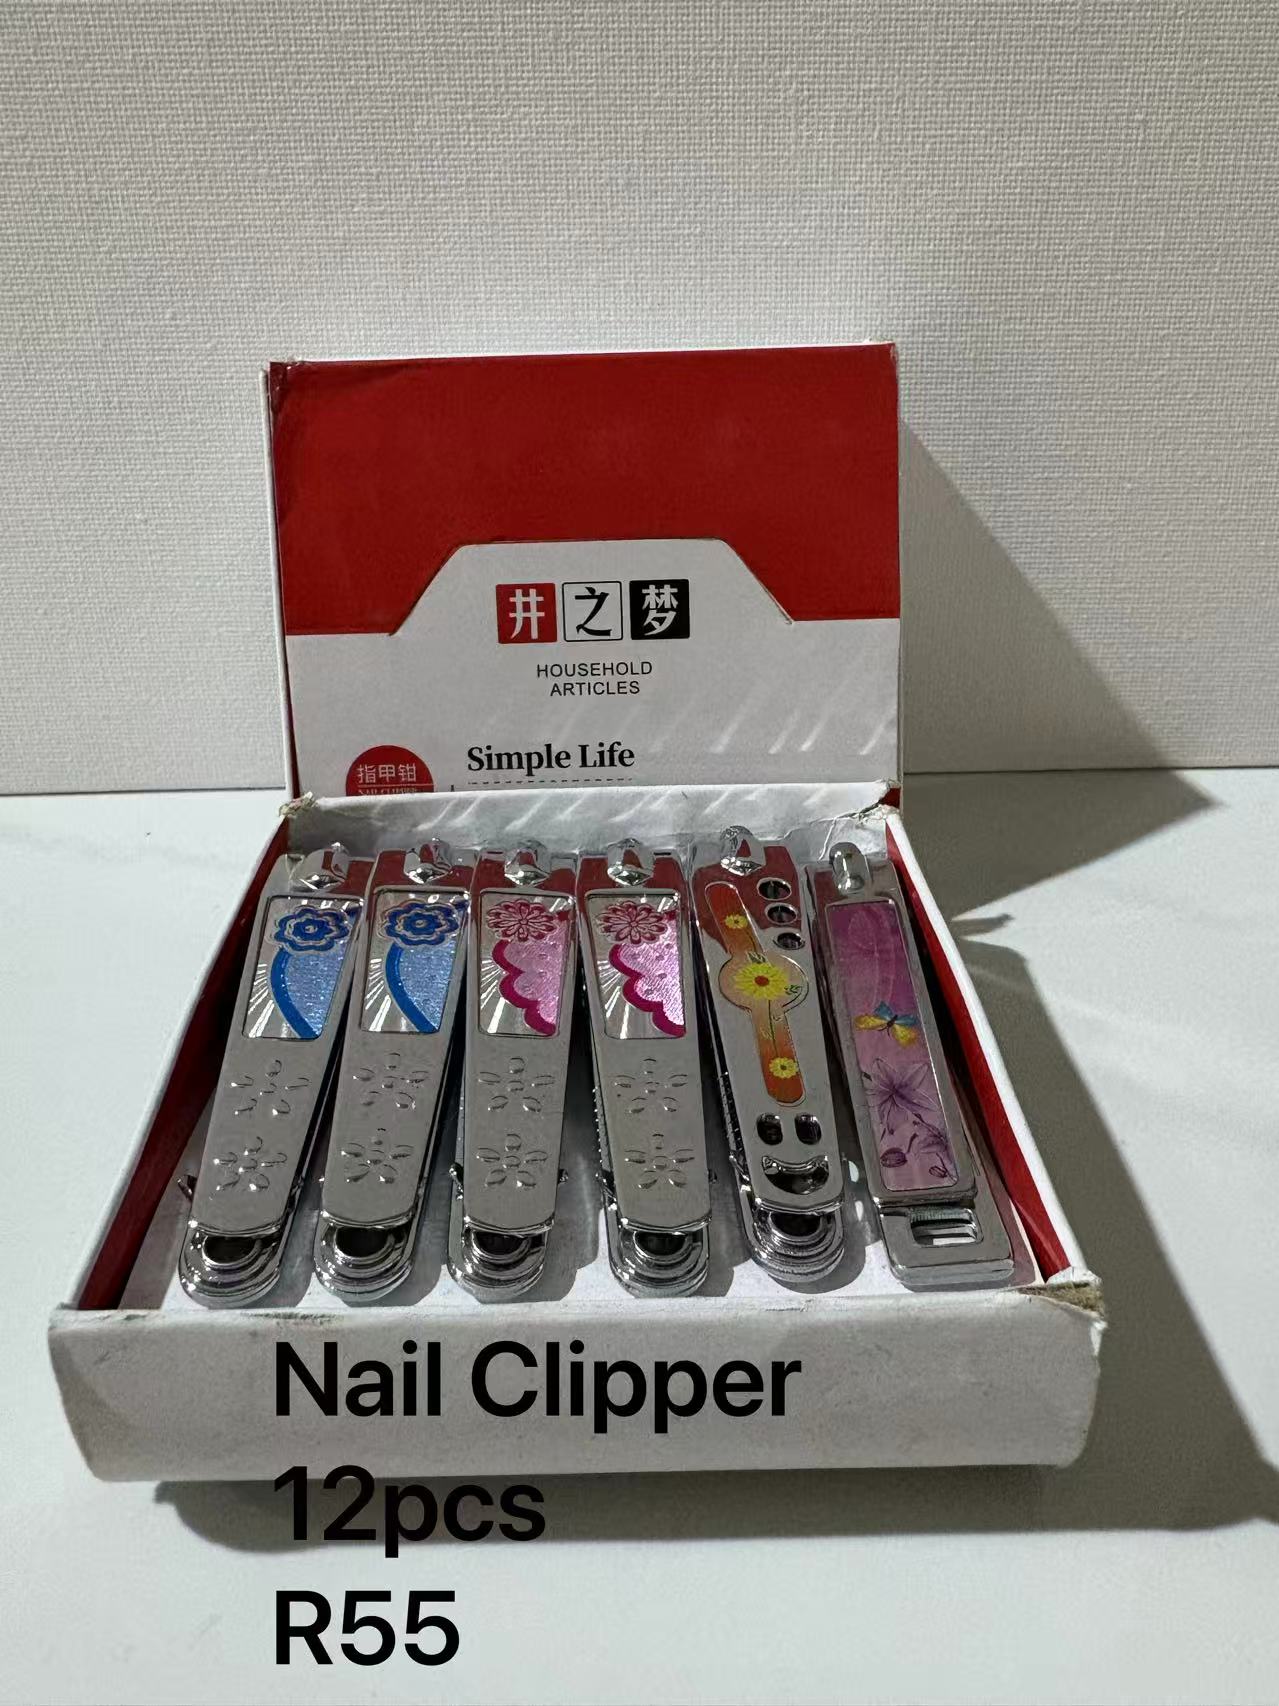 井之梦
HOUSEHOLD
ARTICLES
Simple Life
指甲钳
Nail Clipper
12pcs
R55